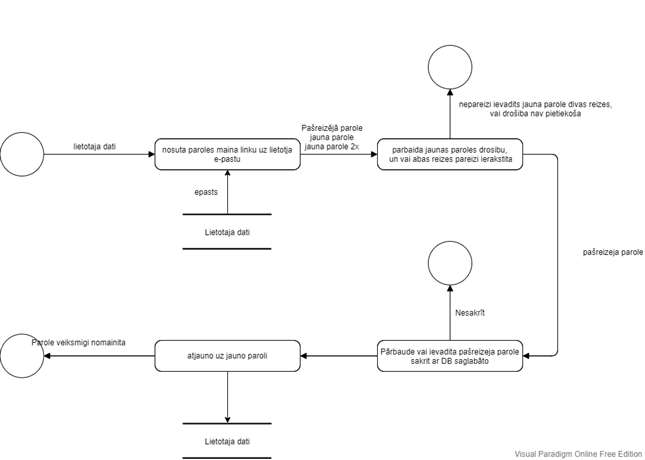 nepareizi ievadits jauna parole divas reizes,
vai drošiba nav pietiekoša
Pašreizējā parole
jauna parole
jauna parole 2x
lietotaja dati
nosuta paroles maina linku uz lietotja
e-pastu
parbaida jaunas paroles drosibu,
un vai abas reizes pareizi ierakstita
epasts
Lietotaja dati
pašreizeja parole
Nesakrīt
Parole veiksmigi nomainita
atjauno uz jauno paroli
Pārbaude vai ievadita pašreizeja parole
sakrit ar DB saglabāto
Lietotaja dati
Visual Paradigm Online Free Edition